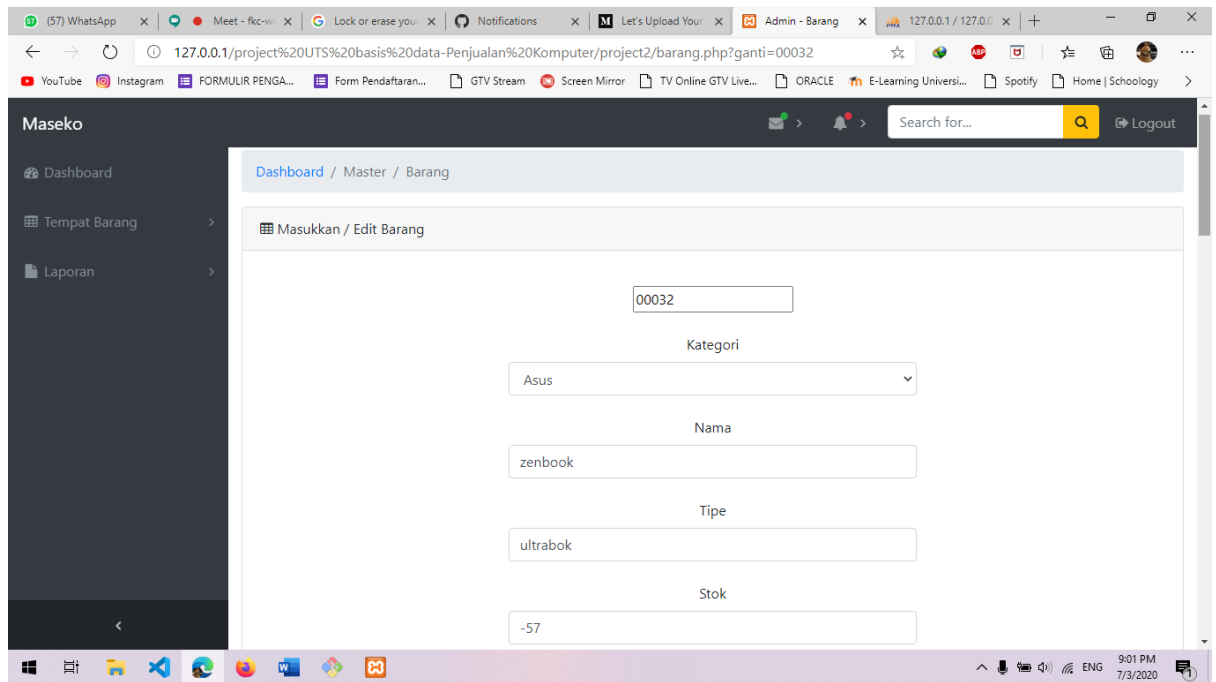 (57) WhatsApp
Meet - fkc-w
Lock or erase your
Notifications
Let's Upload Your
Admin - Barang
127.0.0.1 / 127.0.0
127.0.0.1/project%20UTS%20basis%20data-Penjualan%20Komputer/project2/barang.php?ganti=00032
YouTube
Instagram
FORMULIR PENGA...
Form Pendaftaran...
GTV Stream
Screen Mirror
TV Online GTV Live...
ORACLE
E-Learning Universi...
Spotify
Home | Schoology
Maseko
Search for...
Logout
Dashboard
Tempat Barang
Laporan
Dashboard / Master / Barang
Masukkan / Edit Barang
00032
Kategori
Asus
Nama
zenbook
Tipe
ultrabok
Stok
-57
ENG
9:01 PM
7/3/2020